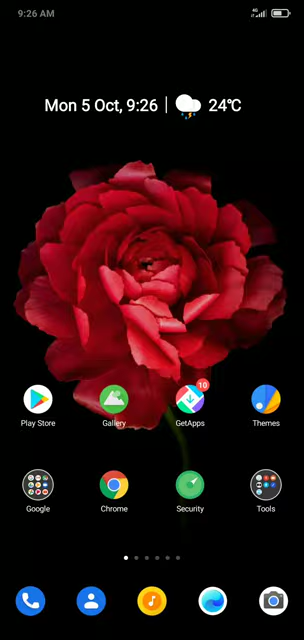 9:26 AM 4G
Mon 5 Oct, 9:26 | 24℃
10
Play Store Gallery GetApps Themes
Google Chrome Security Tools